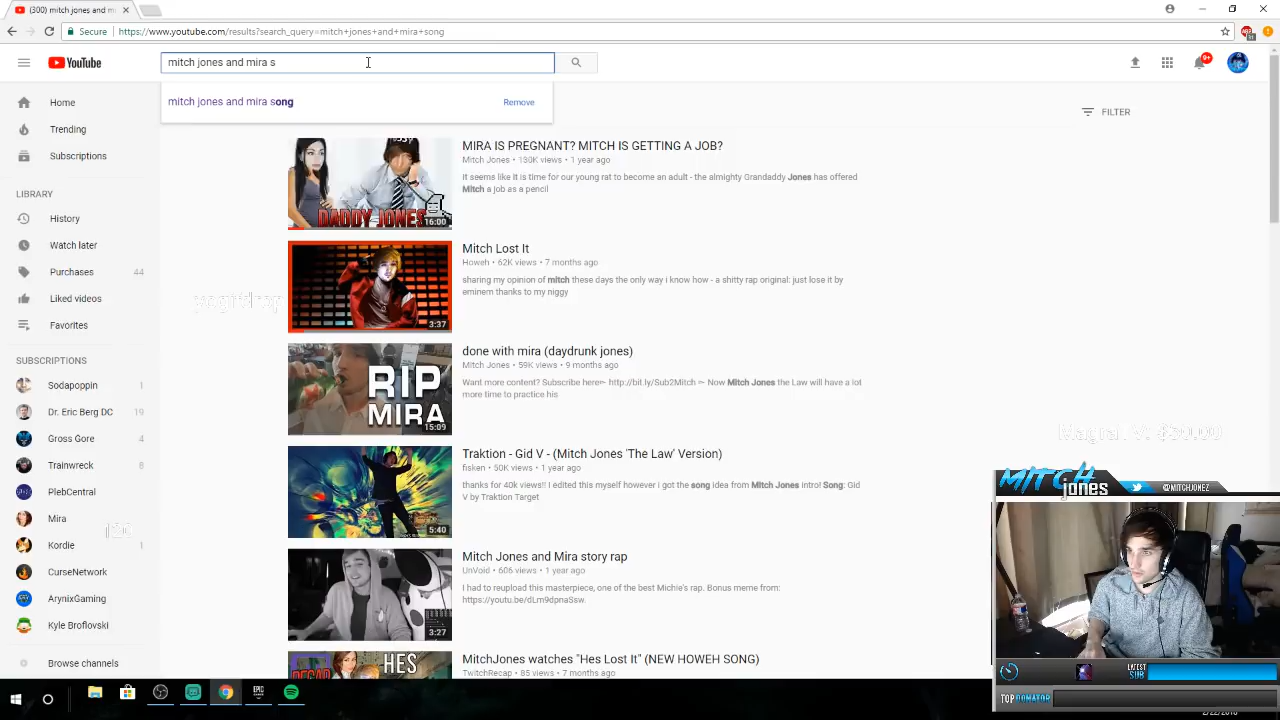 (300) mitch jones and mi
Secure
https://www.youtube.com/results?search_query=mitch+jones+and+mira+song
YouTube
mitch jones and mira s
9+
mitch jones and mira song
Remove
FILTER
Home
Trending
Subscriptions
LIBRARY
History
Watch later
Purchases 44
Liked videos
Favorites
SUBSCRIPTIONS
Sodapoppin 1
Dr. Eric Berg DC 19
Gross Gore 4
Trainwreck 8
PlebCentral
Mira
Kordie 1
CurseNetwork
Arumigaming
Kyle Broflovski
Browse channels
DADDY JONES
16:00
MIRA IS PREGNANT? MITCH IS GETTING A JOB?
Mitch Jones • 130K views • 1 year ago
It seems like it is time for your young rat to become an adult - the almighty Grandaddy Jones has offered
Mitch a job as a pencil
3:37
Mitch Lost It
Howeh • 62K views • 7 months ago
sharing my opinion of mitch these days the only way i know how - a shitty rap original: just lose it by
eminem thanks to my niggy
RIP
MIRA
15:09
done with mira (daydrunk jones)
Mitch Jones • 59K views • 9 months ago
Want more content? Subscribe here➳ http://bit.ly/Sub2Mitch ➳ Now Mitch Jones the Law will have a lot
more time to practice his
5:40
Traktion - Gid V - (Mitch Jones 'The Law' Version)
fisken • 50K views • 1 year ago
thanks for 40k views!! I edited this myself however i got the song idea from Mitch Jones intro! Song: Gid
V by Traktion Target
3:27
Mitch Jones and Mira story rap
UnVoid • 606 views • 1 year ago
I had to reupload this masterpiece, one of the best Michie's rap. Bonus meme from:
https://youtu.be/dLm9dpnaSsw.
HES
MitchJones watches "Hes Lost It" (NEW HOWEH SONG)
TwitchRecap • 85 views • 7 months ago
MITCH
jones
@MITCHJONEZ
LATEST
SUB
TOP DONATOR
EPIC
GAMES